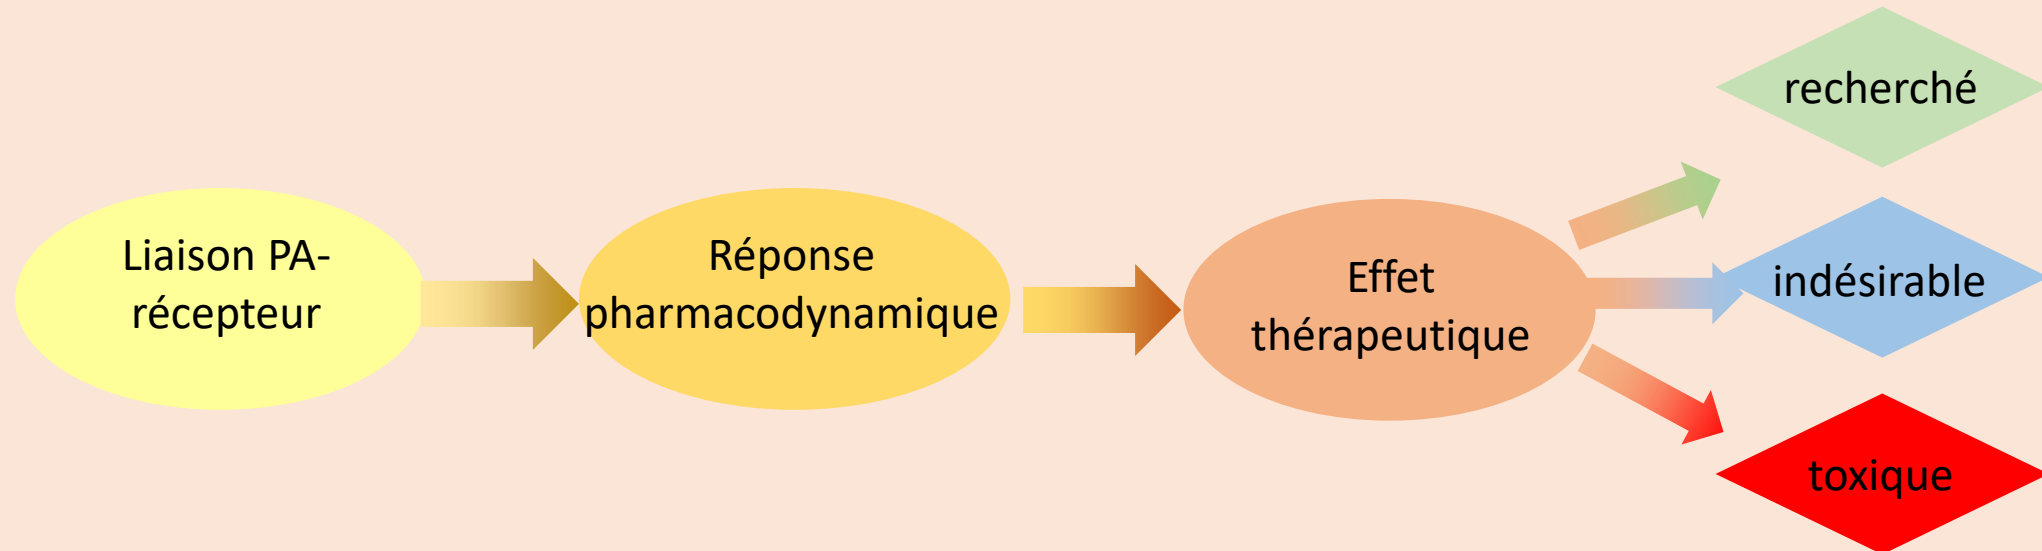 Liaison PA-
récepteur
Réponse
pharmacodynamique
Effet
thérapeutique
recherché
indésirable
toxique